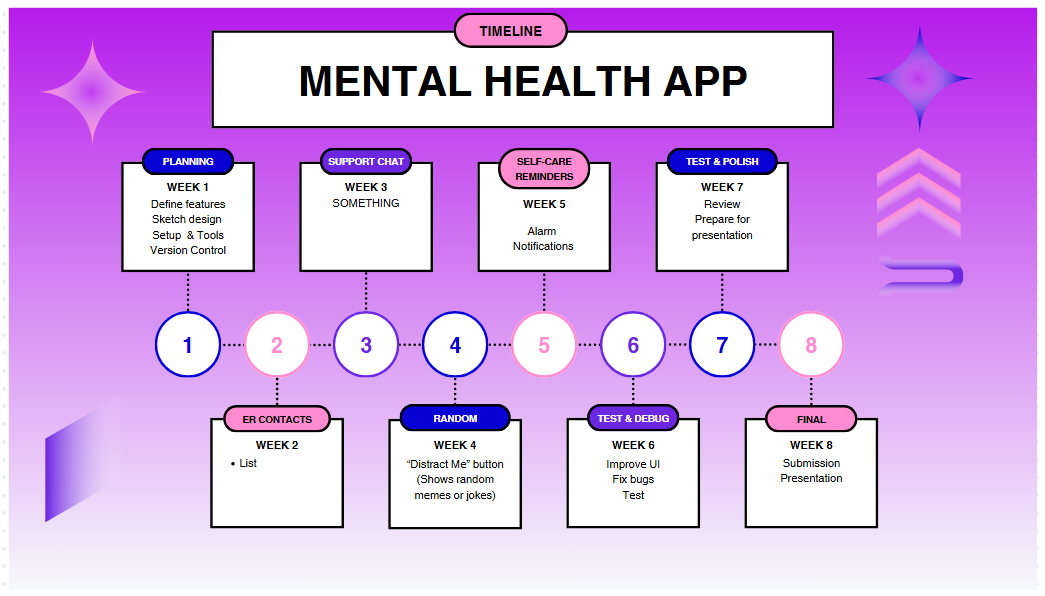 TIMELINE
MENTAL HEALTH APP
PLANNING
WEEK 1
Define features
Sketch design
Setup & Tools
Version Control
SUPPORT CHAT
WEEK 3
SOMETHING
SELF-CARE
REMINDERS
WEEK 5
Alarm
Notifications
TEST & POLISH
WEEK 7
Review
Prepare for
presentation
1
2
3
4
5
6
7
8
ER CONTACTS
WEEK 2
• List
RANDOM
WEEK 4
“Distract Me” button
(Shows random
memes or jokes)
TEST & DEBUG
WEEK 6
Improve UI
Fix bugs
Test
FINAL
WEEK 8
Submission
Presentation